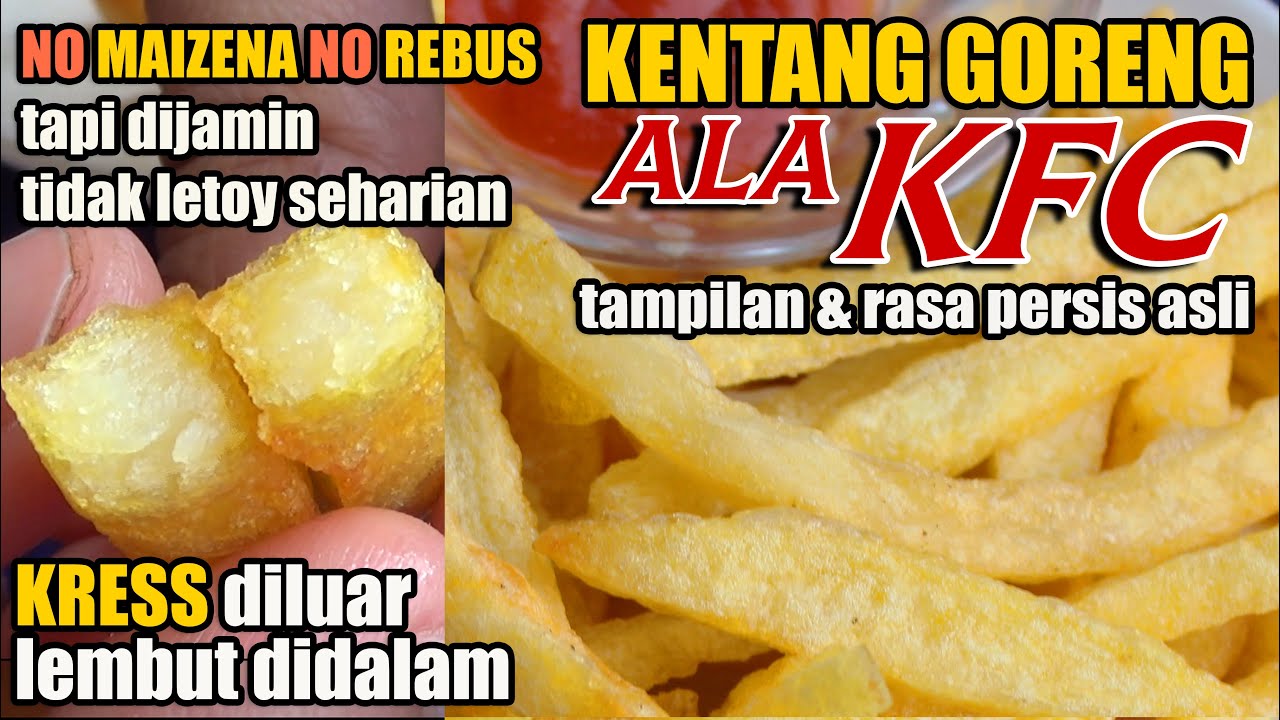 NO MAIZENA NO REBUS
tapi dijamin
tidak letoy seharian
KENTANG GORENG
ALA KFC
tampilan & rasa persis asli
KRESS diluar
lembut didalam